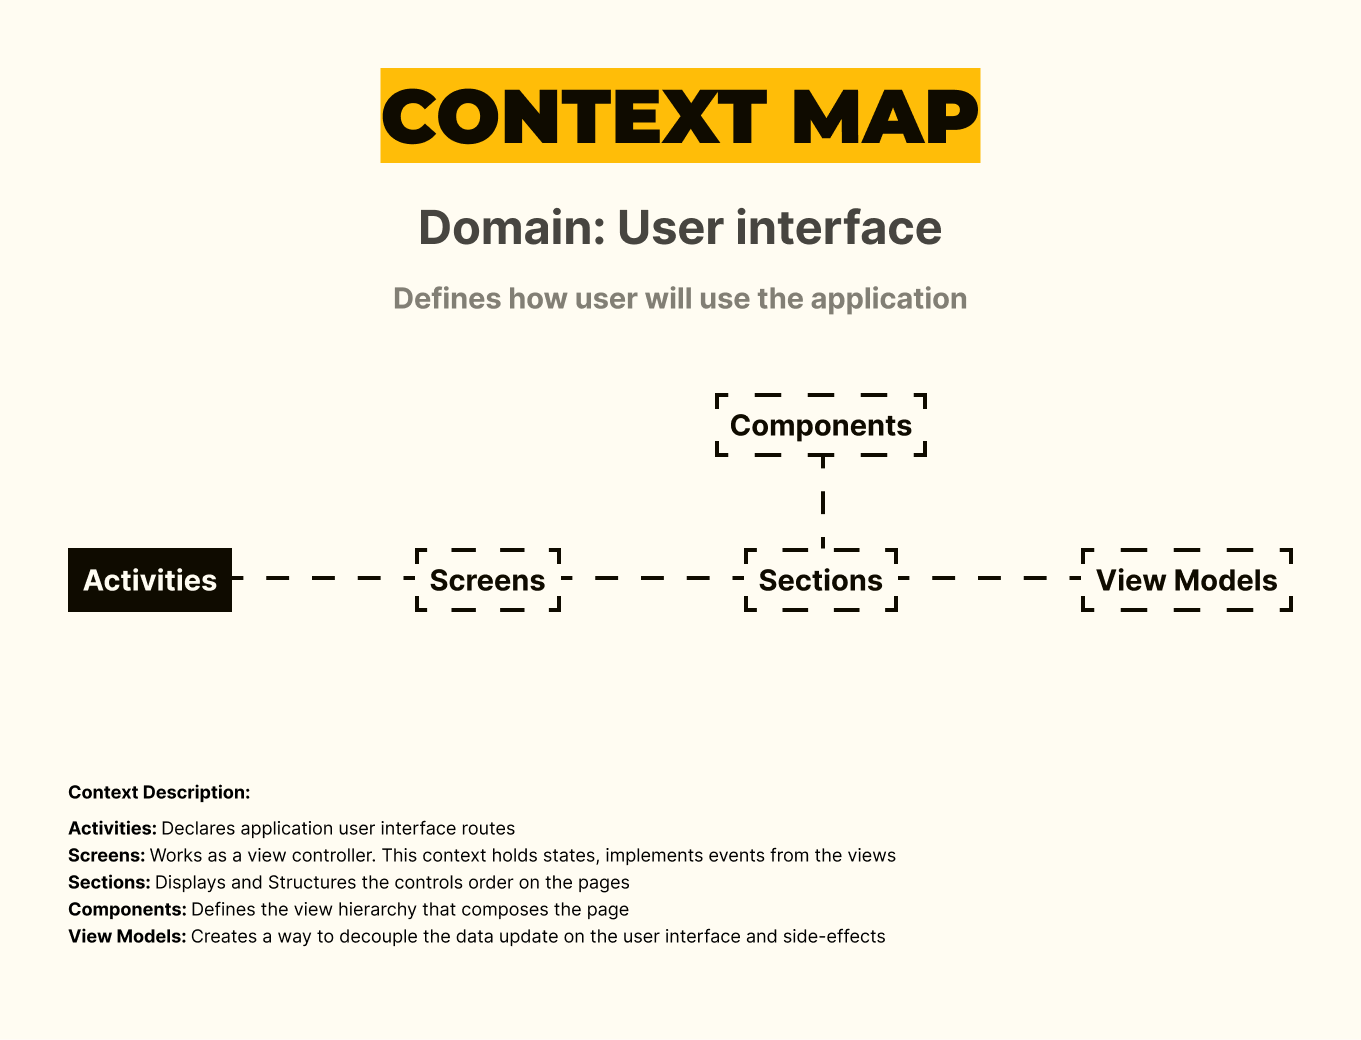 CONTEXT MAP
Domain: User interface
Defines how user will use the application
Components
Activities
Screens
Sections
View Models
Context Description:
Activities: Declares application user interface routes
Screens: Works as a view controller. This context holds states, implements events from the views
Sections: Displays and Structures the controls order on the pages
Components: Defines the view hierarchy that composes the page
View Models: Creates a way to decouple the data update on the user interface and side-effects